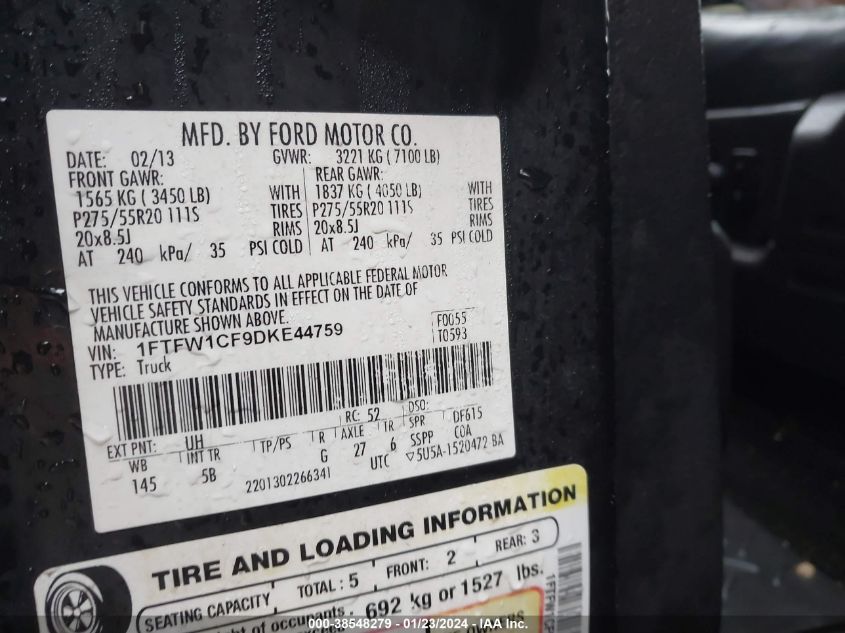 MFD. BY FORD MOTOR CO.
DATE: 02/13 GVWR: 3221 KG ( 7100 LB)
FRONT GAWR: REAR GAWR:
1565 KG ( 3450 LB) WITH 1837 KG ( 4050 LB) WITH
P275/55R20 111S TIRES P275/55R20 111S TIRES
20x8.5J RIMS 20x8.5J RIMS
AT 240 kPa/ 35 PSI COLD AT 240 kPa/ 35 PSI COLD
THIS VEHICLE CONFORMS TO ALL APPLICABLE FEDERAL MOTOR
VEHICLE SAFETY STANDARDS IN EFFECT ON THE DATE OF
MANUFACTURE SHOWN ABOVE.
VIN: 1FTFW1CF9DKE44759 F0055
TYPE: Truck T0593
RC: 52 DSO:
EXT PNT: UH AXLE TR SPR DF615
WB INT TR TP/PS R 27 6 SSPP COA
145 5B G UTC ▽5U5A-1520472 BA
2201302266341
TIRE AND LOADING INFORMATION
SEATING CAPACITY TOTAL : 5 FRONT: 2 REAR: 3
of occupants 692 kg or 1527 lbs.
OWNERS
38548279 - 01/23/2024 - IAA Inc.